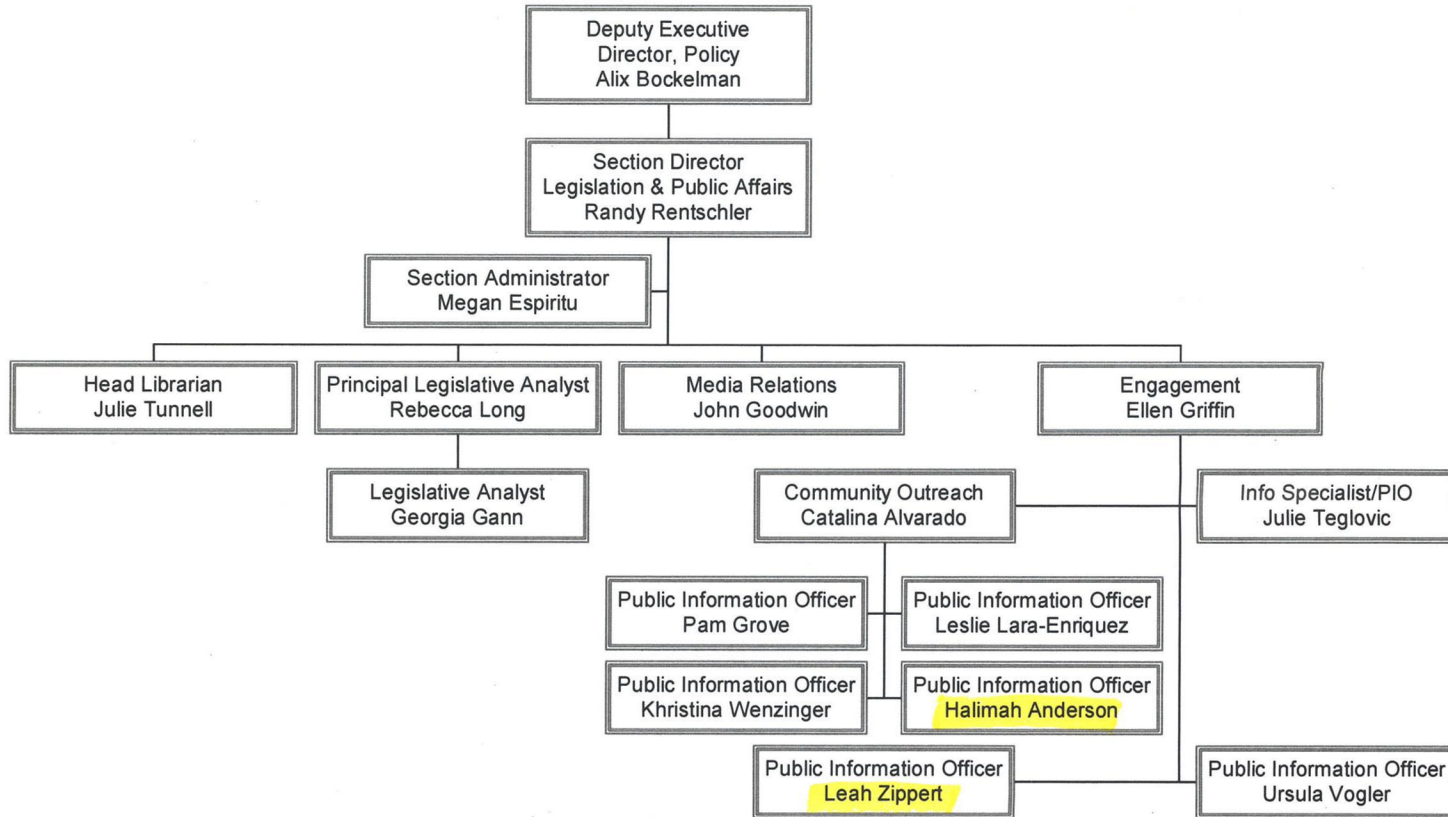 Deputy Executive
Director, Policy
Alix Bockelman
Section Director
Legislation & Public Affairs
Randy Rentschler
Section Administrator
Megan Espiritu
Head Librarian
Julie Tunnell
Principal Legislative Analyst
Rebecca Long
Media Relations
John Goodwin
Engagement
Ellen Griffin
Legislative Analyst
Georgia Gann
Community Outreach
Catalina Alvarado
Info Specialist/PIO
Julie Teglovic
Public Information Officer
Pam Grove
Public Information Officer
Leslie Lara-Enriquez
Public Information Officer
Khristina Wenzinger
Public Information Officer
Halimah Anderson
Public Information Officer
Leah Zippert
Public Information Officer
Ursula Vogler